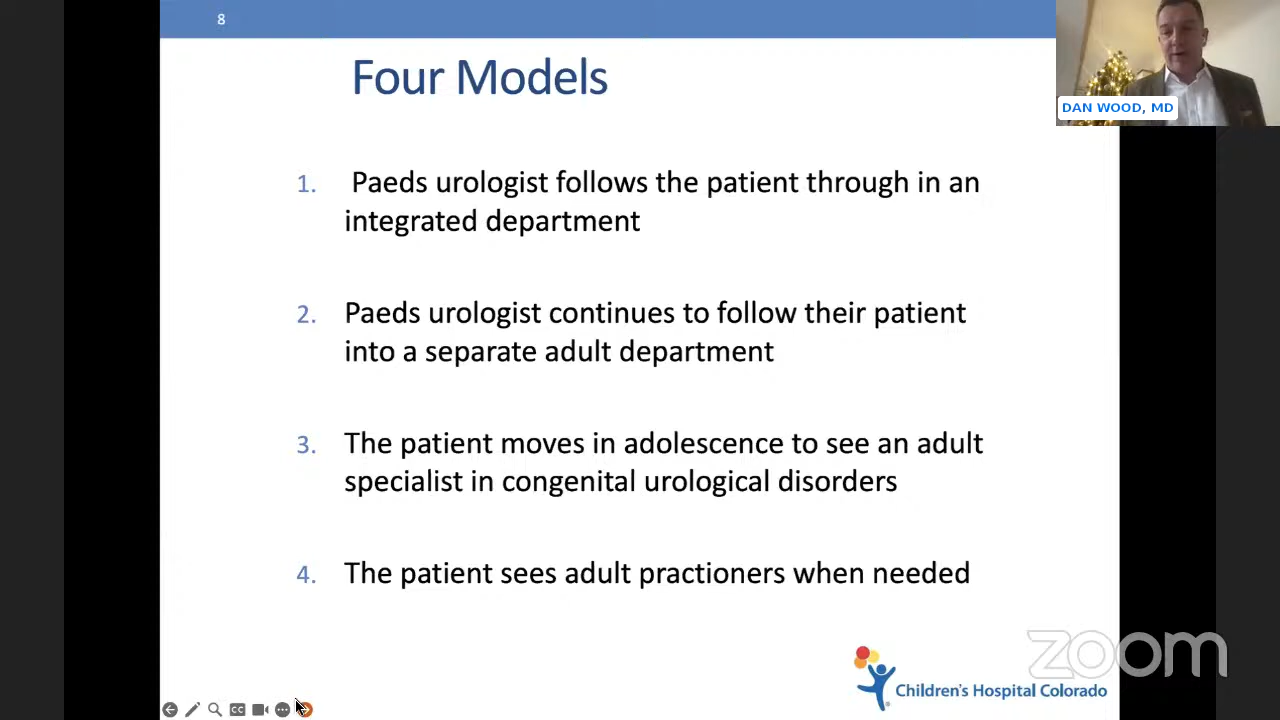 8
Four Models
DAN WOOD, MD
1. Paeds urologist follows the patient through in an
integrated department
2. Paeds urologist continues to follow their patient
into a separate adult department
3. The patient moves in adolescence to see an adult
specialist in congenital urological disorders
4. The patient sees adult practioners when needed
zoom
Children's Hospital Colorado
CC